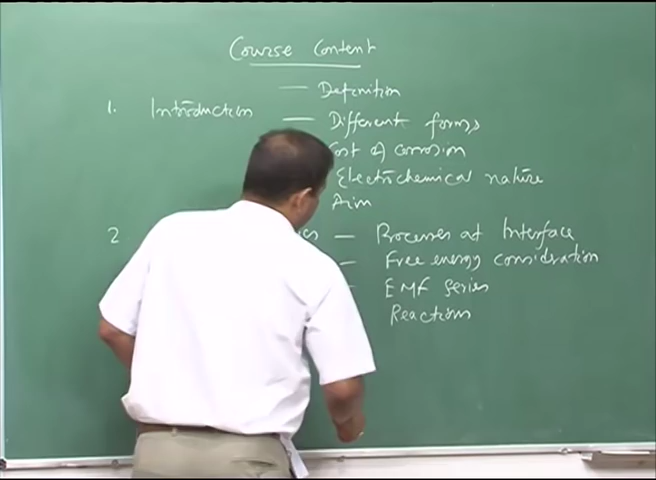 Course Content
— Definition
1. Introduction — Different forms
Cost of corrosion
Electrochemical nature
Aim
2 — Processes at Interface
— Free energy consideration
EMF Series
Reaction